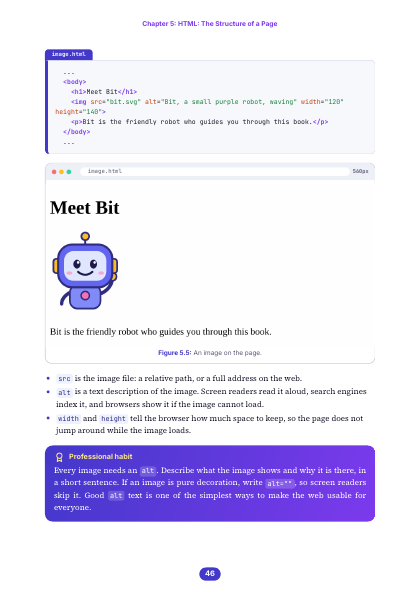 Chapter 5: HTML: The Structure of a Page
image.html
...
<body>
<h1>Meet Bit</h1>
<img src="bit.svg" alt="Bit, a small purple robot, waving" width="120"
height="140">
<p>Bit is the friendly robot who guides you through this book.</p>
</body>
...
image.html 560px
Meet Bit
Bit is the friendly robot who guides you through this book.
Figure 5.5: An image on the page.
• src is the image file: a relative path, or a full address on the web.
• alt is a text description of the image. Screen readers read it aloud, search engines
index it, and browsers show it if the image cannot load.
• width and height tell the browser how much space to keep, so the page does not
jump around while the image loads.
Professional habit
Every image needs an alt. Describe what the image shows and why it is there, in
a short sentence. If an image is pure decoration, write alt="", so screen readers
skip it. Good alt text is one of the simplest ways to make the web usable for
everyone.
46